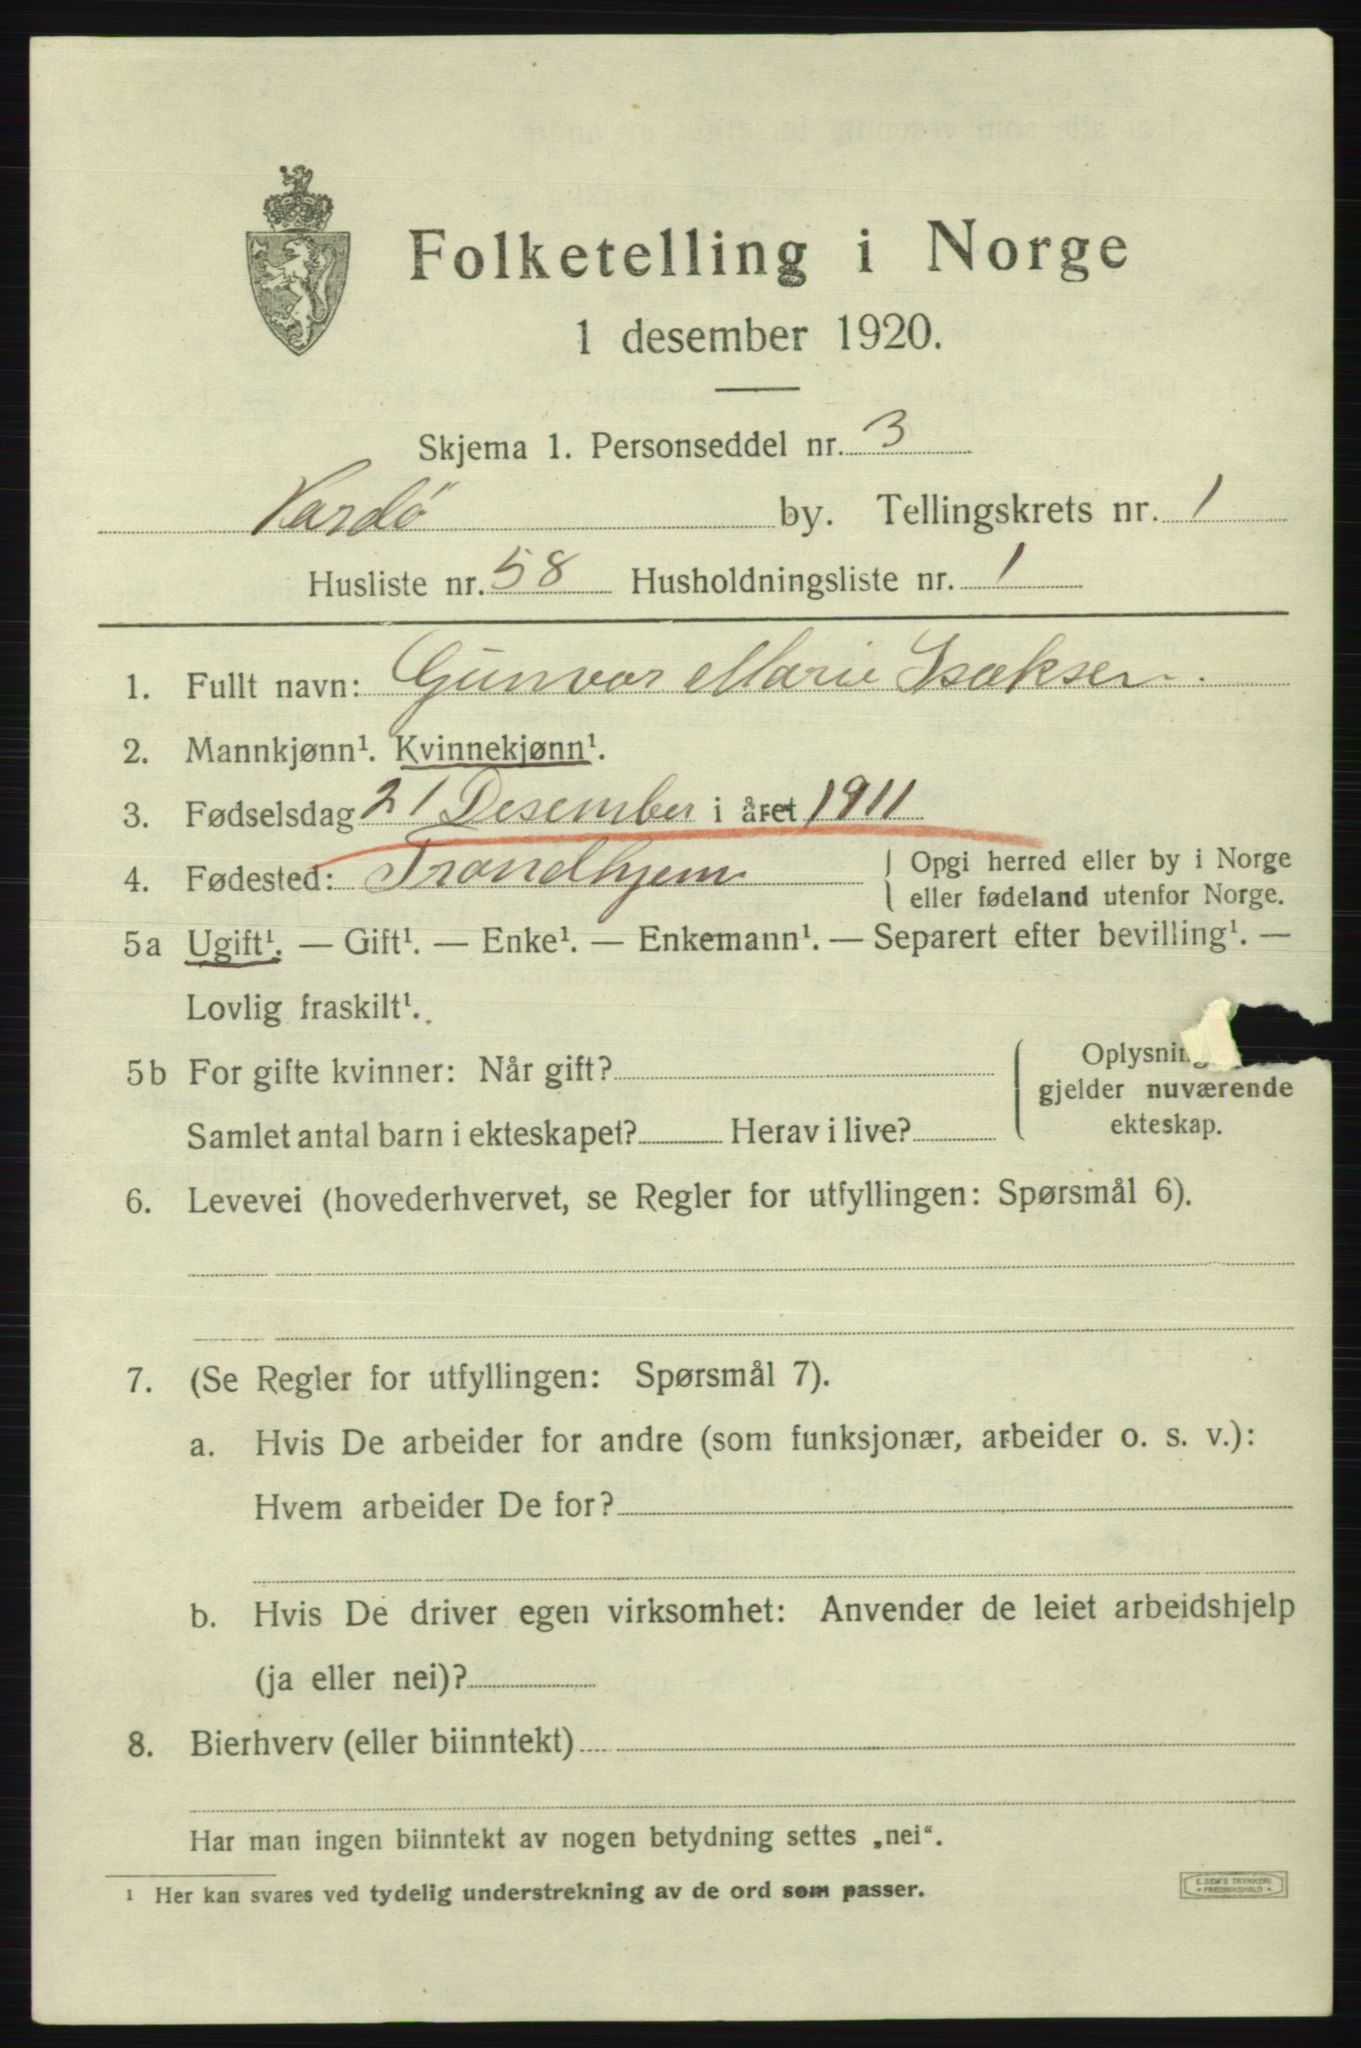 Folketelling i Norge
1 desember 1920.
Skjema 1. Personseddel nr. 3
Vardö by. Tellingskrets nr. 1
Husliste nr. 58 Husholdningsliste nr. 1
1. Fullt navn: Gunvor Marie Isaksen.
2. Mannkjønn¹. Kvinnekjønn¹.
3. Fødselsdag 21 Desember i året 1911
4. Fødested: Trondhjem { Opgi herred eller by i Norge
eller fødeland utenfor Norge.
5a Ugift¹. — Gift¹. — Enke¹. — Enkemann¹. — Separert efter bevilling¹. —
Lovlig fraskilt¹.
5b For gifte kvinner: Når gift? { Oplysnin
gjelder nuværende
Samlet antal barn i ekteskapet? Herav i live? ekteskap.
6. Levevei (hovederhvervet, se Regler for utfyllingen: Spørsmål 6).
7. (Se Regler for utfyllingen: Spørsmål 7).
a. Hvis De arbeider for andre (som funksjonær, arbeider o. s. v.):
Hvem arbeider De for?
b. Hvis De driver egen virksomhet: Anvender de leiet arbeidshjelp
(ja eller nei)?
8. Bierhverv (eller biinntekt)
Har man ingen biinntekt av nogen betydning settes „nei“.
¹ Her kan svares ved tydelig understrekning av de ord som passer.
E. SEM'S TRYKKERI
FREDRIKSHALD